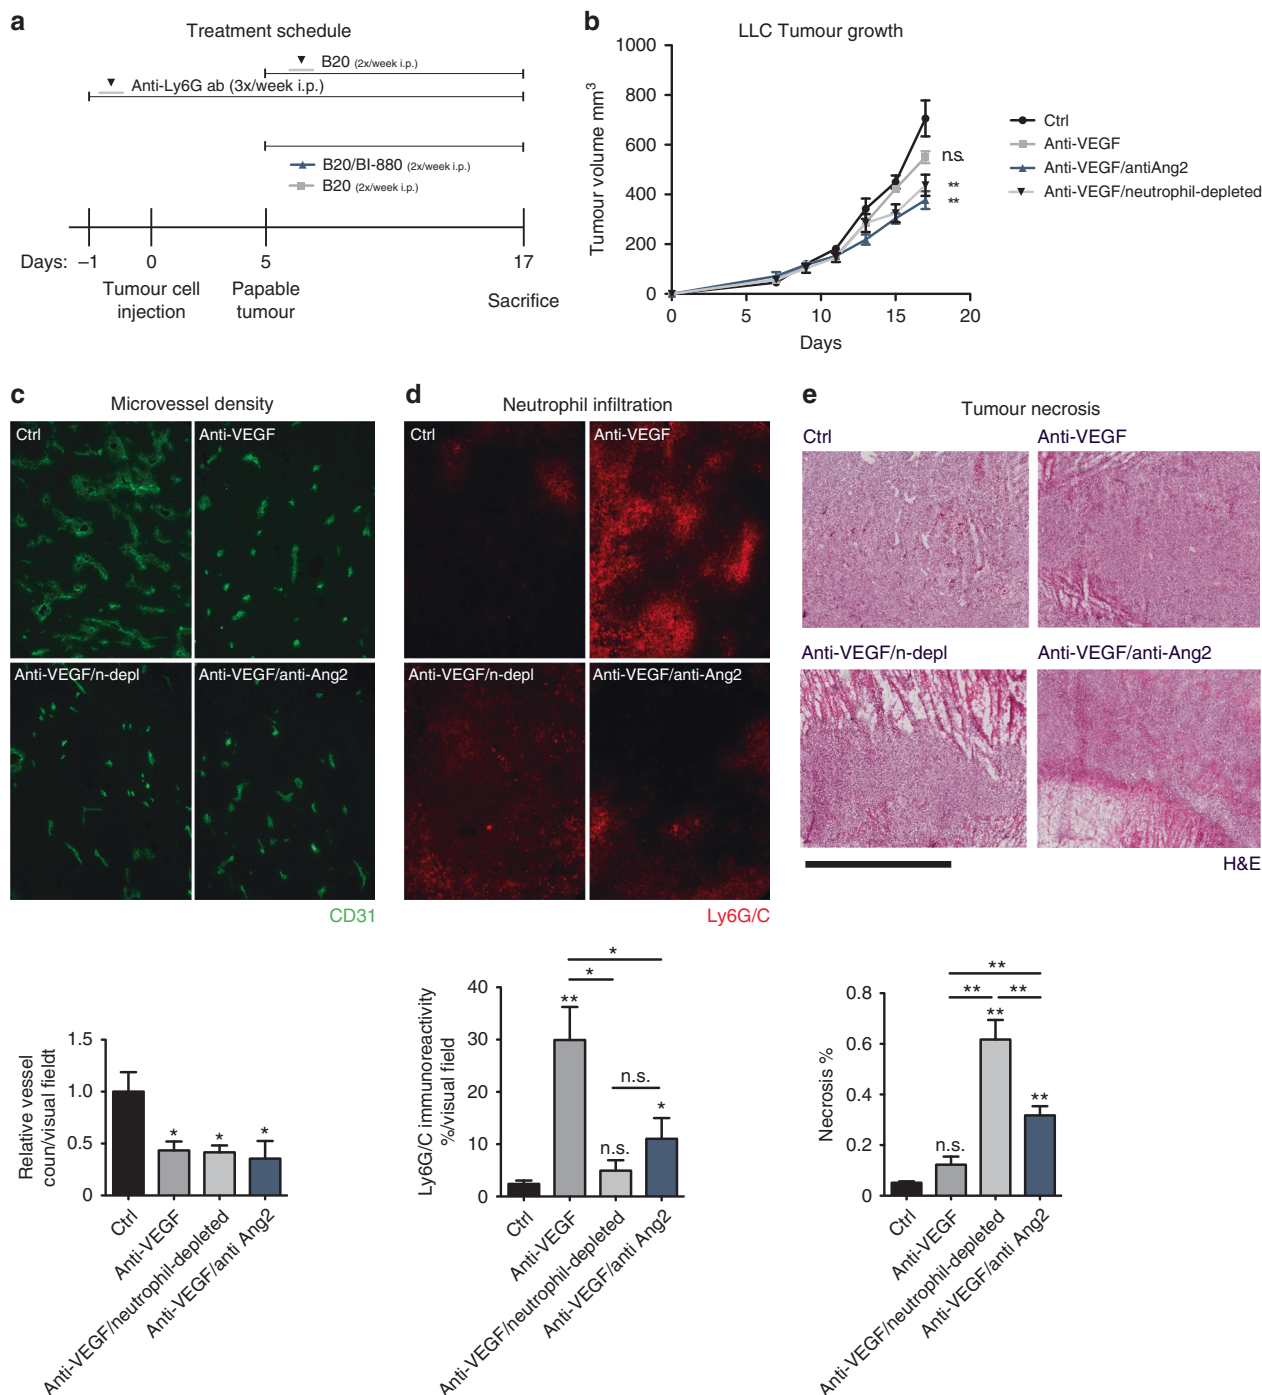 a
Treatment schedule
B20 (2x/week i.p.)
Anti-Ly6G ab (3x/week i.p.)
B20/BI-880 (2x/week i.p.)
B20 (2x/week i.p.)
Days: –1 0 5 17
Tumour cell injection
Papable tumour
Sacrifice
b
LLC Tumour growth
Tumour volume mm3
1000
800
600
400
200
0
0 5 10 15 20
Days
n.s.
**
**
Ctrl
Anti-VEGF
Anti-VEGF/antiAng2
Anti-VEGF/neutrophil-depleted
c
Microvessel density
Ctrl
Anti-VEGF
Anti-VEGF/n-depl
Anti-VEGF/anti-Ang2
CD31
Relative vessel
coun/visual fieldt
1.5
1.0
0.5
0
* * *
Ctrl
Anti-VEGF
Anti-VEGF/neutrophil-depleted
Anti-VEGF/anti Ang2
d
Neutrophil infiltration
Ctrl
Anti-VEGF
Anti-VEGF/n-depl
Anti-VEGF/anti-Ang2
Ly6G/C
Ly6G/C immunoreactivity
%/visual field
40
30
20
10
0
*
*
**
n.s.
n.s.
*
Ctrl
Anti-VEGF
Anti-VEGF/neutrophil-depleted
Anti-VEGF/anti Ang2
e
Tumour necrosis
Ctrl
Anti-VEGF
Anti-VEGF/n-depl
Anti-VEGF/anti-Ang2
H&E
Necrosis %
0.8
0.6
0.4
0.2
0
**
** **
**
n.s.
**
Ctrl
Anti-VEGF
Anti-VEGF/neutrophil-depleted
Anti-VEGF/anti Ang2